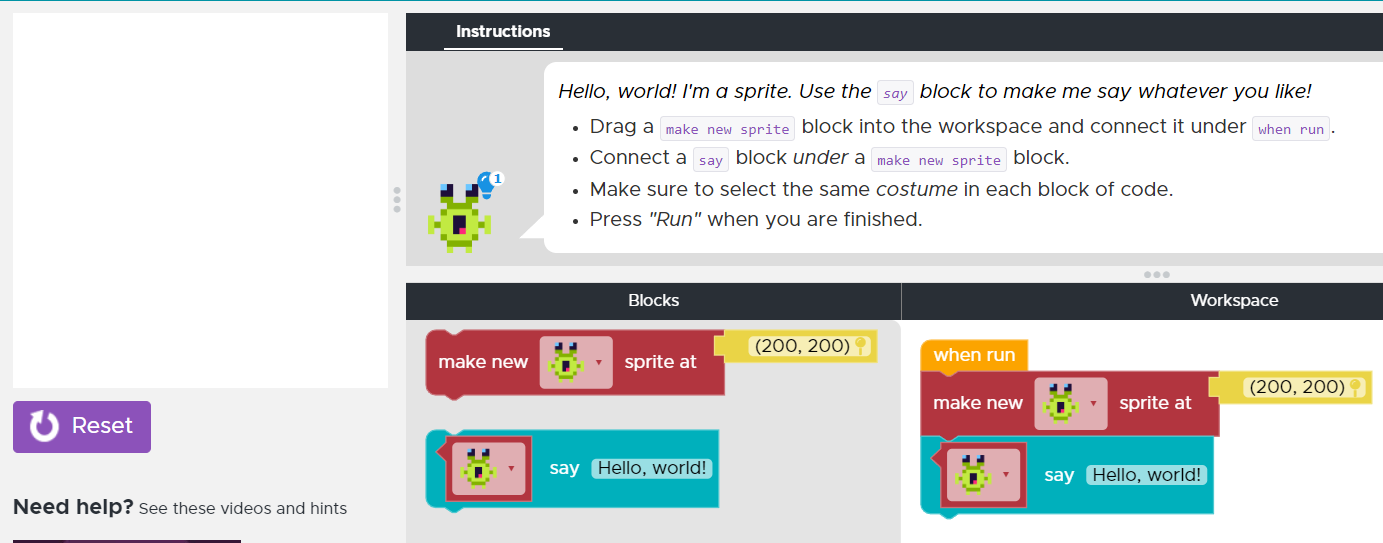 Instructions
Hello, world! I'm a sprite. Use the say block to make me say whatever you like!
• Drag a make new sprite block into the workspace and connect it under when run.
• Connect a say block under a make new sprite block.
• Make sure to select the same costume in each block of code.
• Press "Run" when you are finished.
1
Blocks
Workspace
make new sprite at (200, 200)
say Hello, world!
when run
make new sprite at (200, 200)
say Hello, world!
Reset
Need help? See these videos and hints